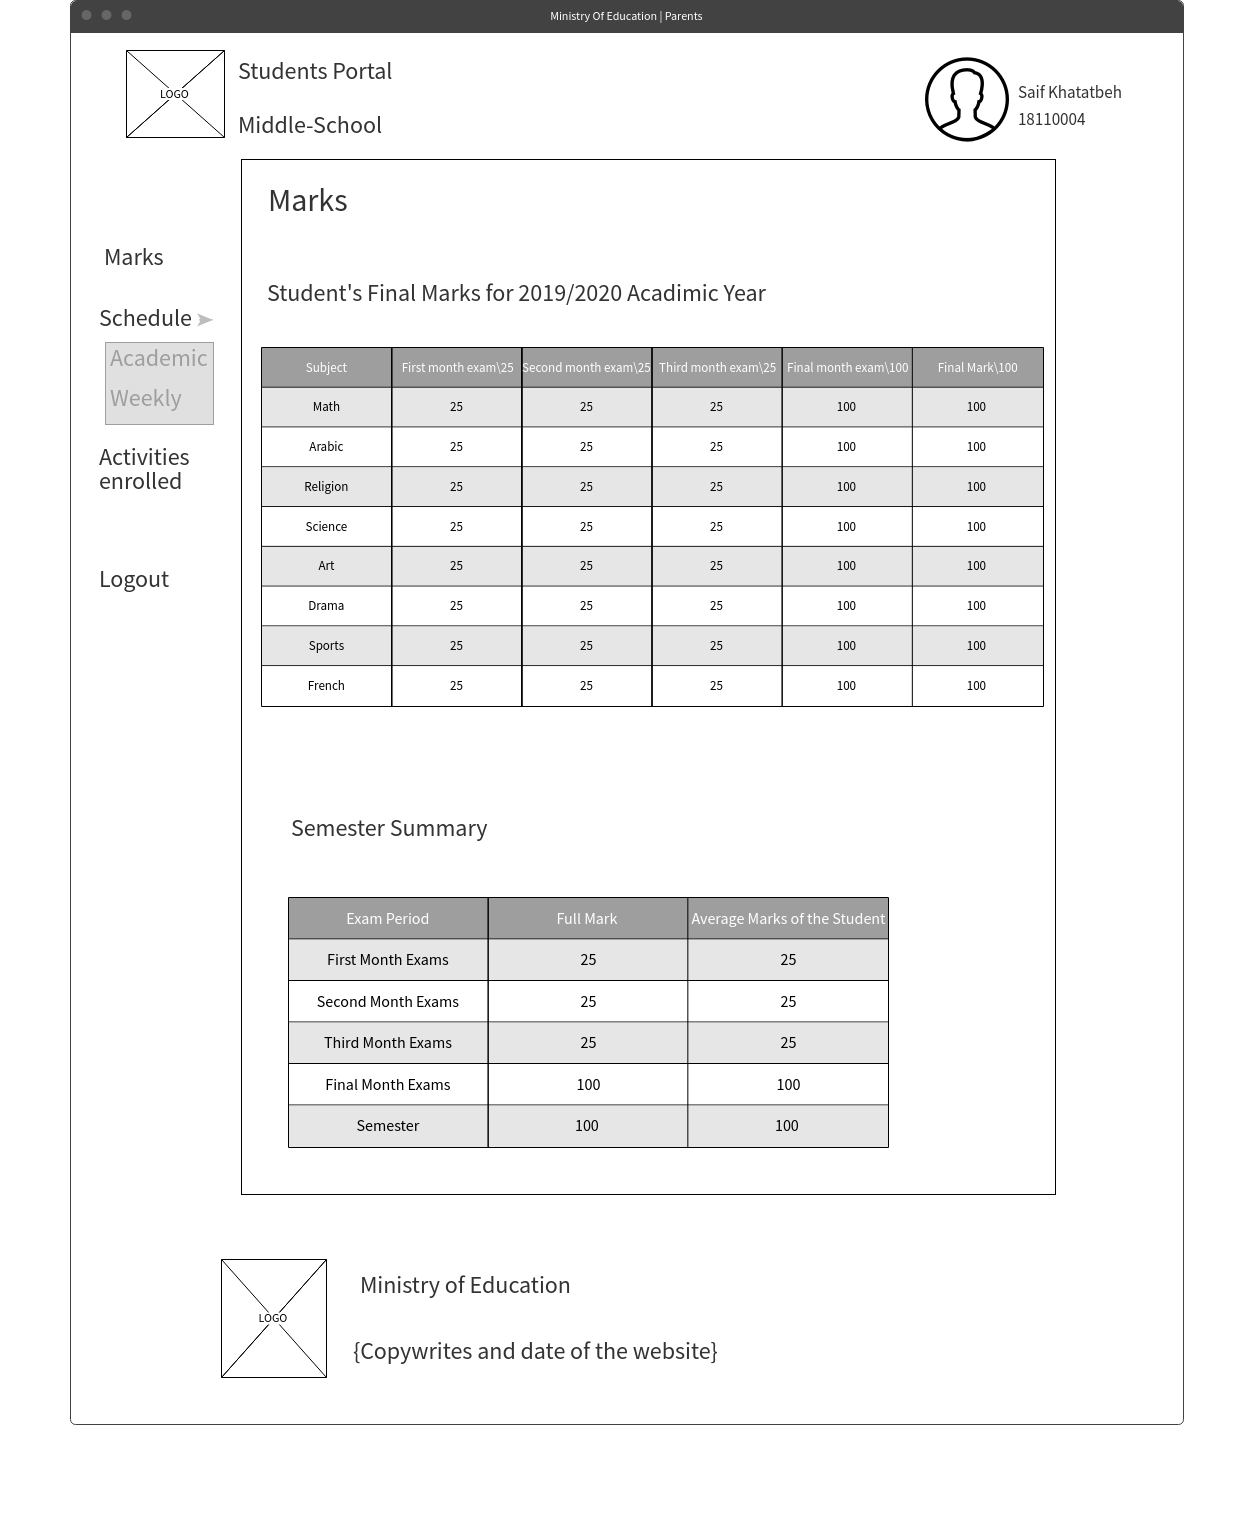 Ministry Of Education | Parents
LOGO
Students Portal
Middle-School
Saif Khatatbeh
18110004
Marks
Schedule
Academic
Weekly
Activities
enrolled
Logout
Marks
Student's Final Marks for 2019/2020 Acadimic Year
Subject First month exam\25 Second month exam\25 Third month exam\25 Final month exam\100 Final Mark\100
Math 25 25 25 100 100
Arabic 25 25 25 100 100
Religion 25 25 25 100 100
Science 25 25 25 100 100
Art 25 25 25 100 100
Drama 25 25 25 100 100
Sports 25 25 25 100 100
French 25 25 25 100 100
Semester Summary
Exam Period Full Mark Average Marks of the Student
First Month Exams 25 25
Second Month Exams 25 25
Third Month Exams 25 25
Final Month Exams 100 100
Semester 100 100
LOGO
Ministry of Education
{Copywrites and date of the website}